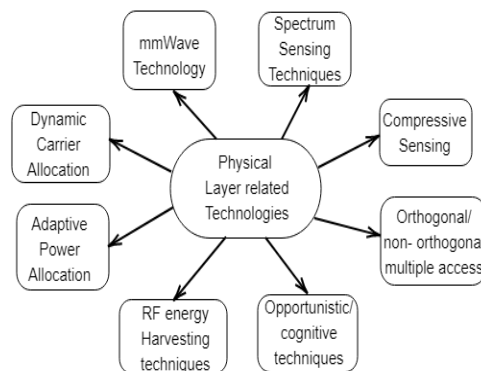 mmWave
Technology
Spectrum
Sensing
Techniques
Dynamic
Carrier
Allocation
Compressive
Sensing
Physical
Layer related
Technologies
Adaptive
Power
Allocation
Orthogonal/
non- orthogonal
multiple access
RF energy
Harvesting
techniques
Opportunistic/
cognitive
techniques